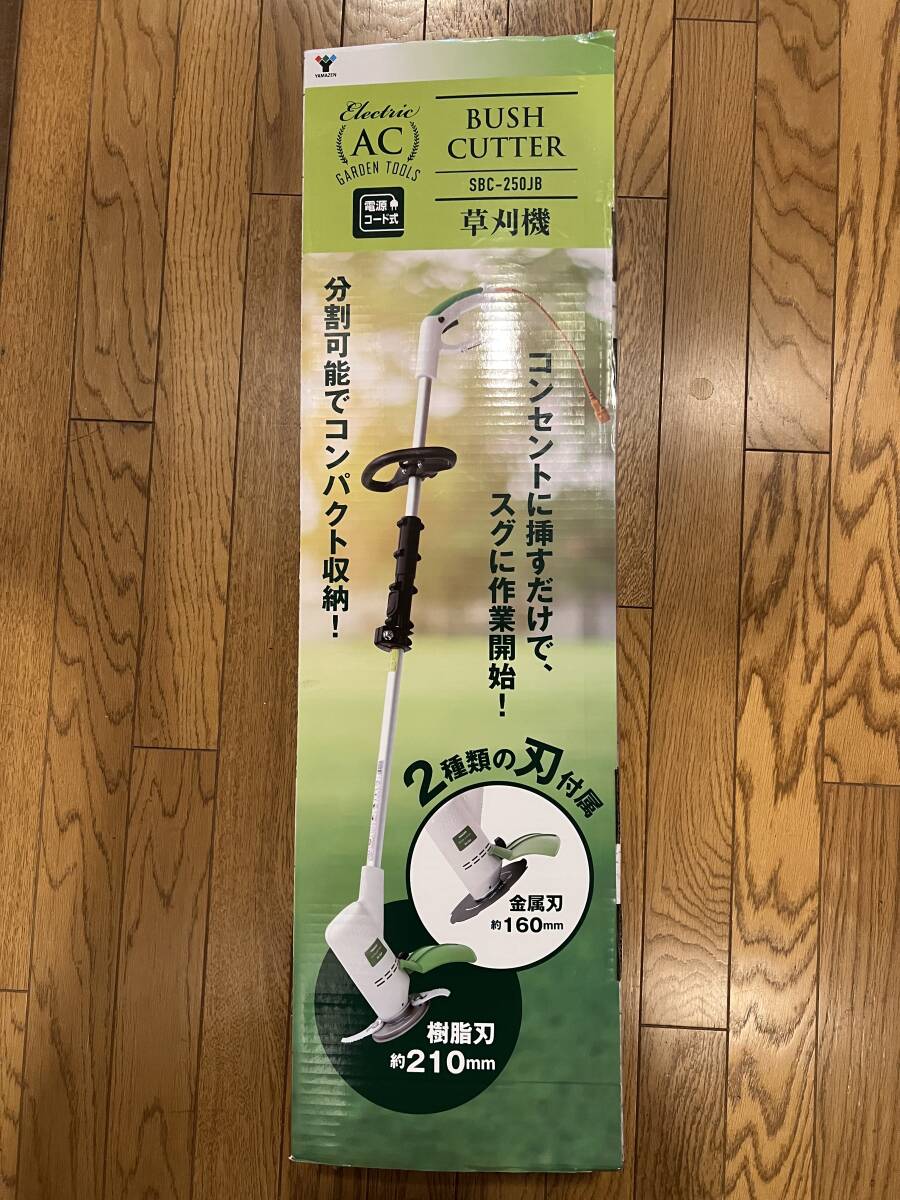 YAMAZEN
Electric
AC
GARDEN TOOLS
電源
コード式
BUSH
CUTTER
SBC-250JB
草刈機
コンセントに挿すだけで、
スグに作業開始！
分割可能でコンパクト収納！
2種類の刃付属
金属刃
約160mm
樹脂刃
約210mm